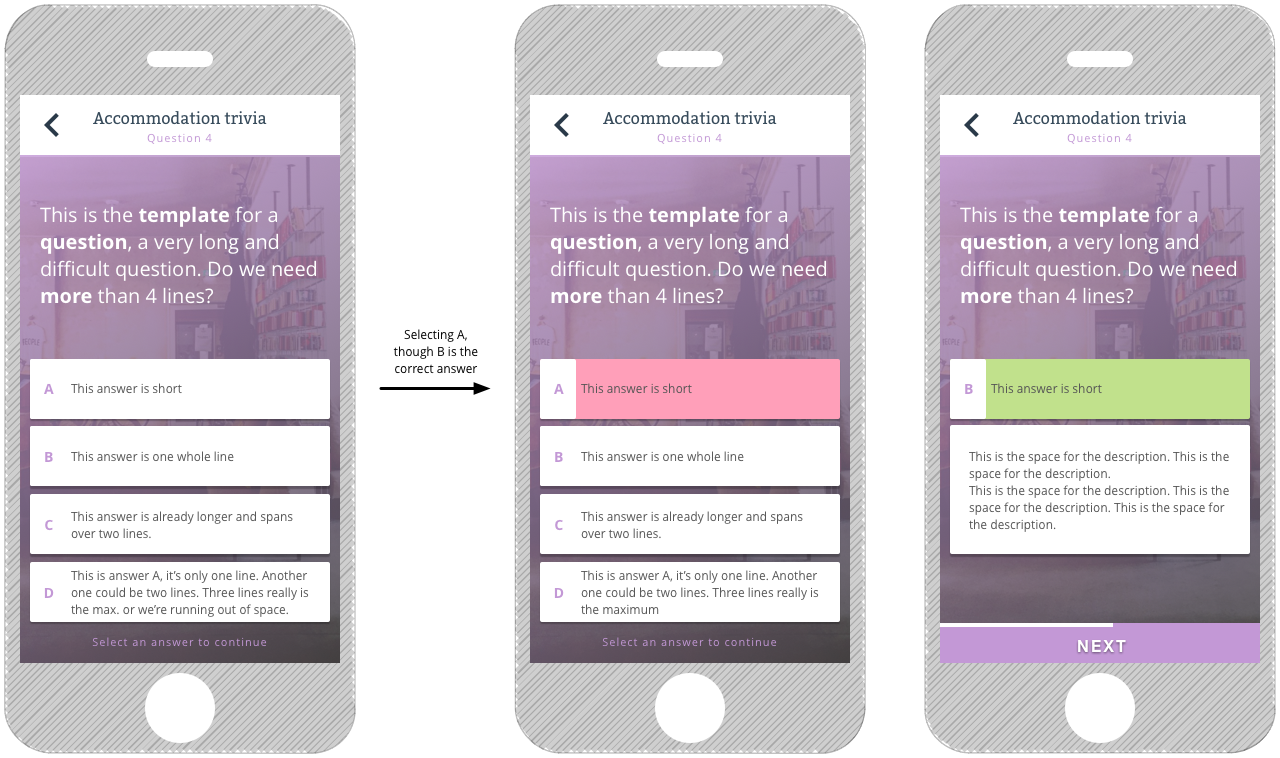 Accommodation trivia
Question 4
This is the template for a
question, a very long and
difficult question. Do we need
more than 4 lines?
A This answer is short
B This answer is one whole line
C This answer is already longer and spans
over two lines.
D This is answer A, it's only one line. Another
one could be two lines. Three lines really is
the max. or we're running out of space.
Select an answer to continue
Selecting A,
though B is the
correct answer
Accommodation trivia
Question 4
This is the template for a
question, a very long and
difficult question. Do we need
more than 4 lines?
A This answer is short
B This answer is one whole line
C This answer is already longer and spans
over two lines.
D This is answer A, it's only one line. Another
one could be two lines. Three lines really is
the maximum
Select an answer to continue
Accommodation trivia
Question 4
This is the template for a
question, a very long and
difficult question. Do we need
more than 4 lines?
B This answer is short
This is the space for the description. This is the
space for the description.
This is the space for the description. This is the
space for the description. This is the space for
the description.
NEXT